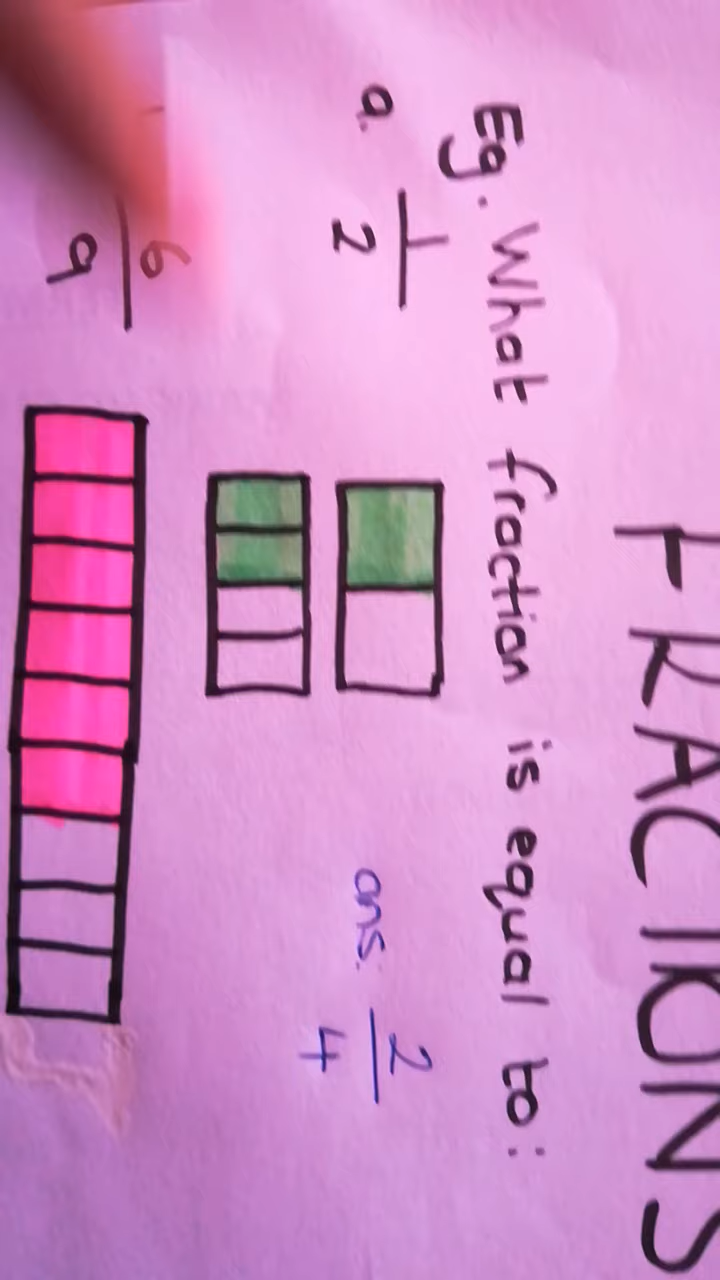 FRACTIONS
Eg. What fraction is equal to:
a. 1/2
ans. 2/4
6/9